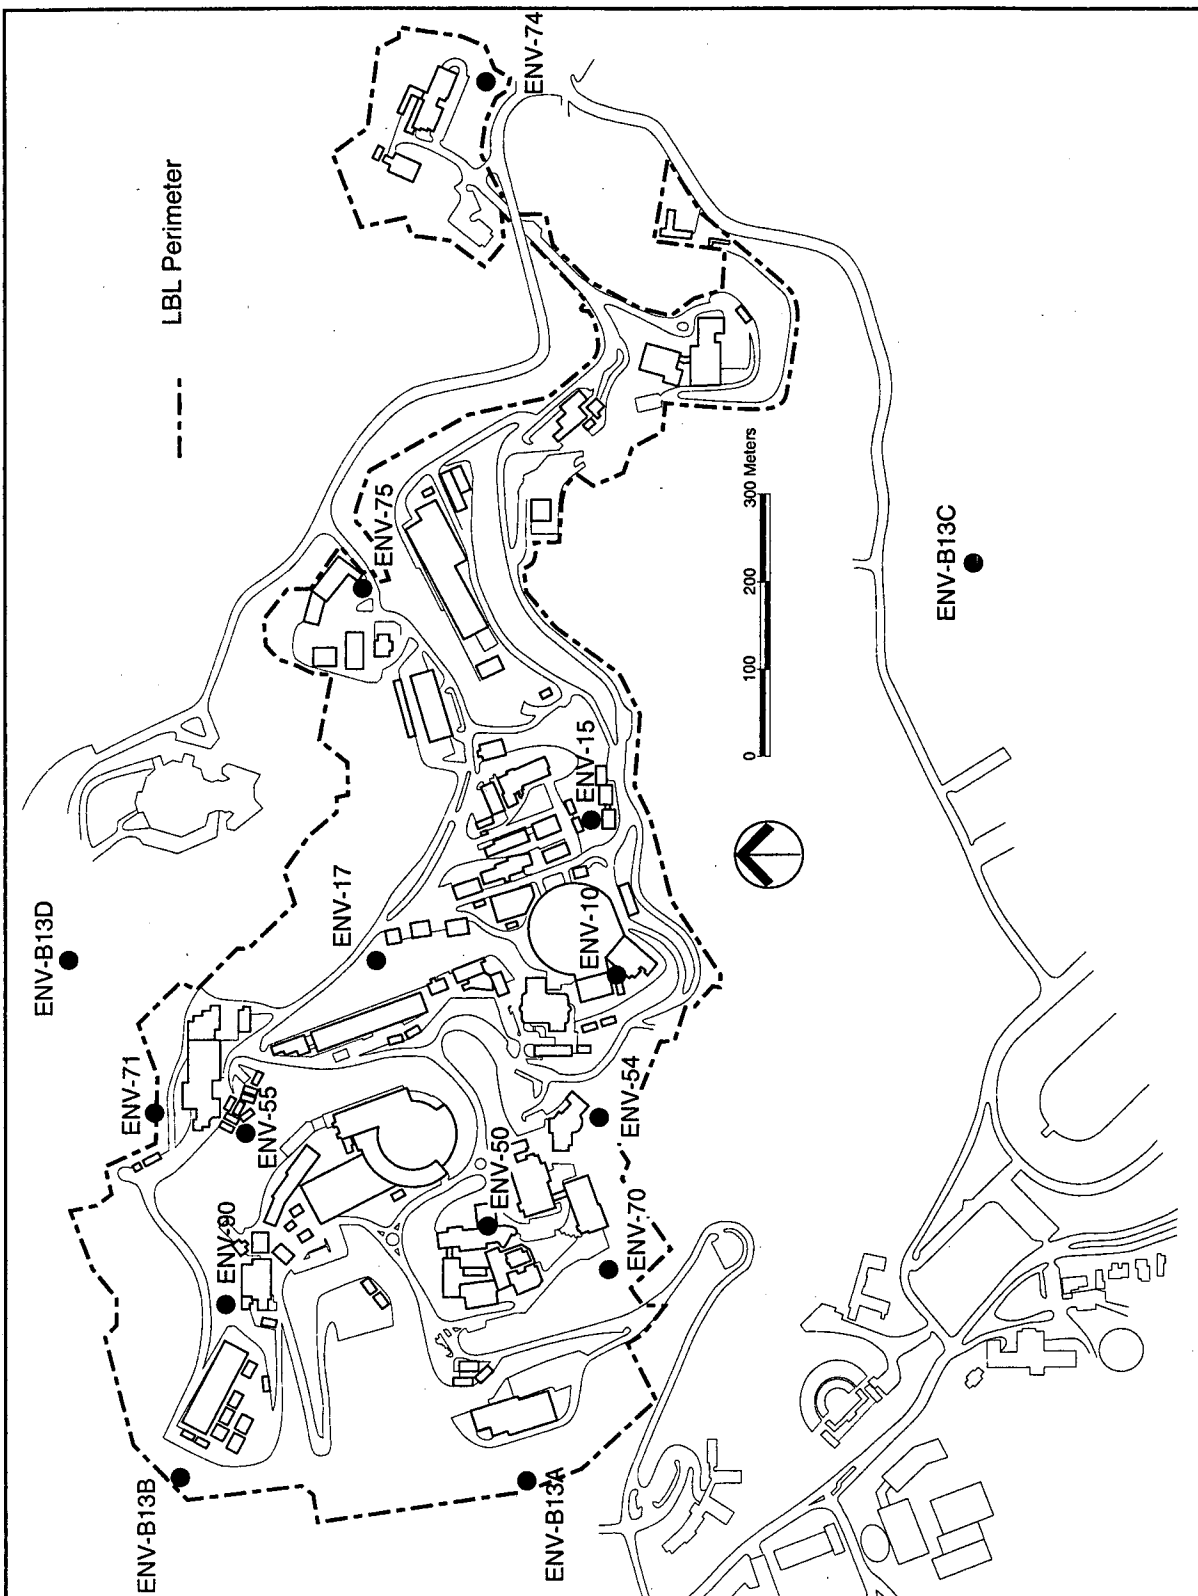 ENV-74
LBL Perimeter
ENV-75
0 100 200 300 Meters
ENV-B13C
ENV-15
ENV-17
ENV-10
ENV-B13D
ENV-71
ENV-55
ENV-54
ENV-50
ENV-90
ENV-70
ENV-B13B
ENV-B13A